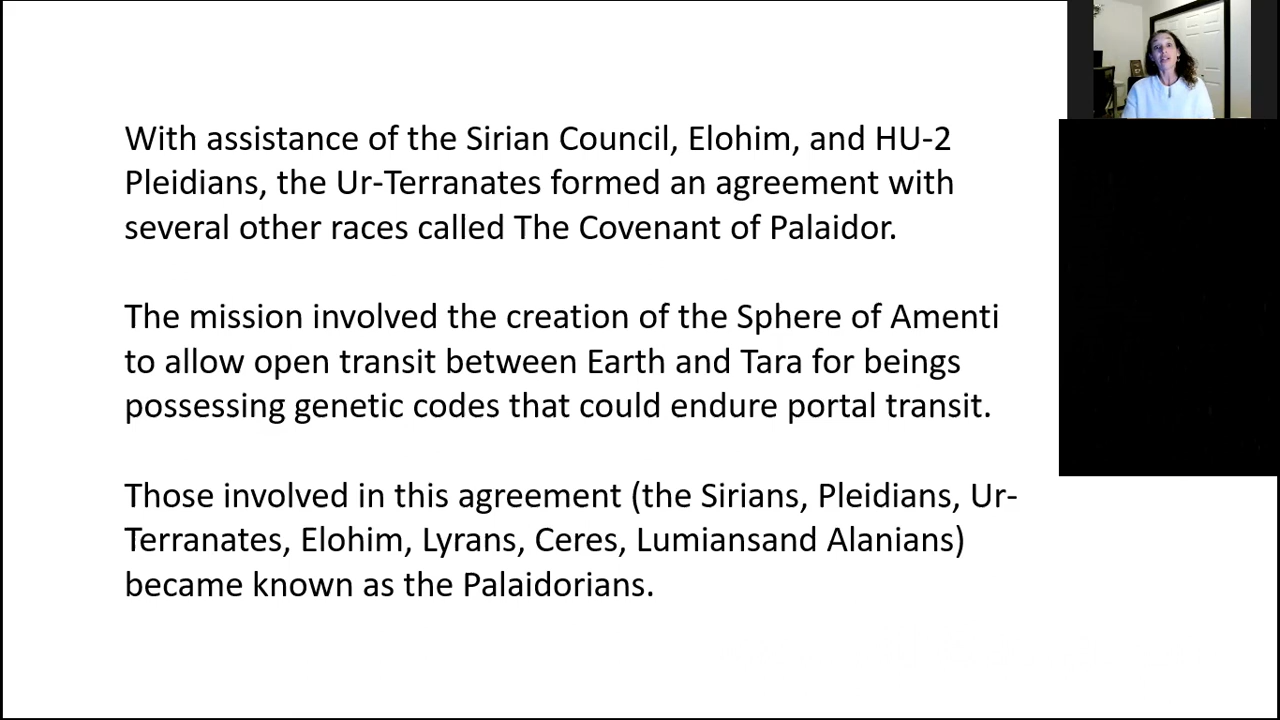 With assistance of the Sirian Council, Elohim, and HU-2
Pleidians, the Ur-Terranates formed an agreement with
several other races called The Covenant of Palaidor.
The mission involved the creation of the Sphere of Amenti
to allow open transit between Earth and Tara for beings
possessing genetic codes that could endure portal transit.
Those involved in this agreement (the Sirians, Pleidians, Ur-
Terranates, Elohim, Lyrans, Ceres, Lumiansand Alanians)
became known as the Palaidorians.